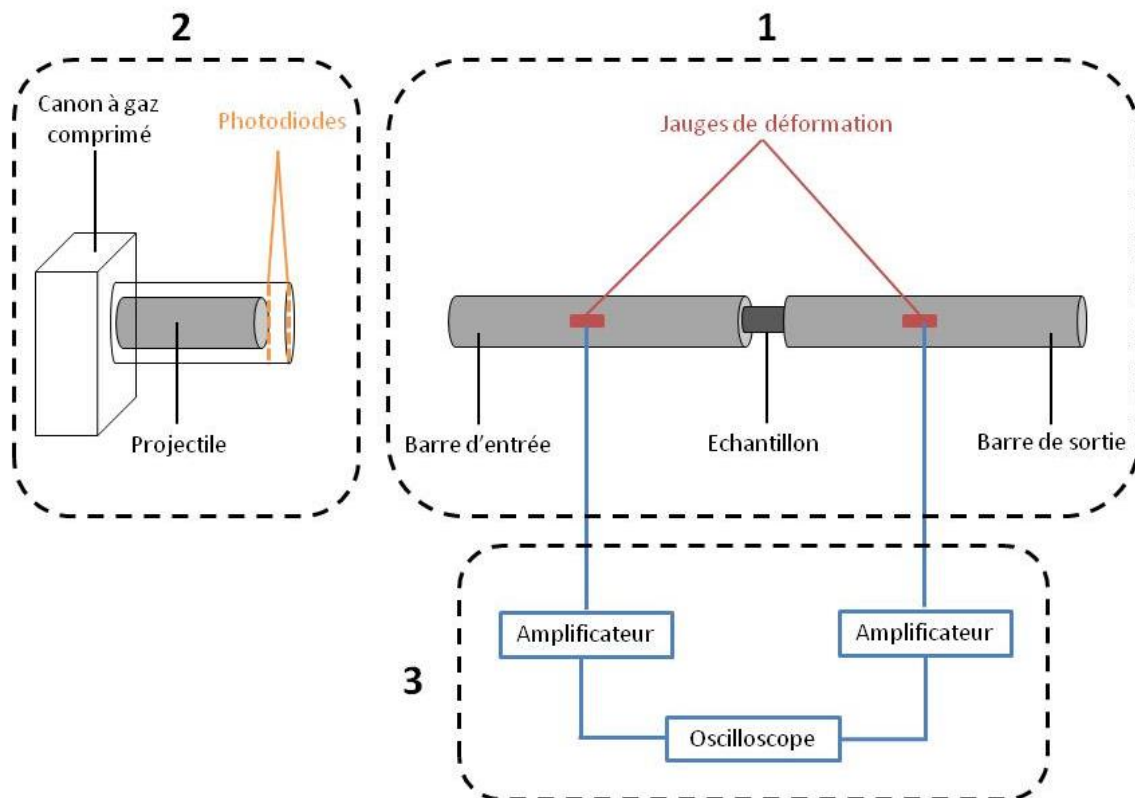 2
1
Canon à gaz
comprimé
Photodiodes
Jauges de déformation
Projectile
Barre d'entrée
Echantillon
Barre de sortie
Amplificateur
Amplificateur
3
Oscilloscope